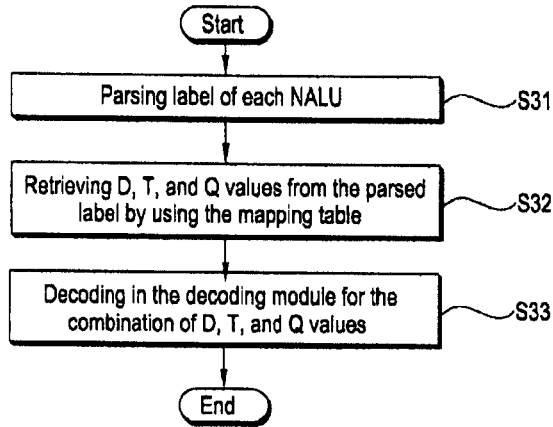 Start
Parsing label of each NALU
S31
Retrieving D, T, and Q values from the parsed
label by using the mapping table
S32
Decoding in the decoding module for the
combination of D, T, and Q values
S33
End